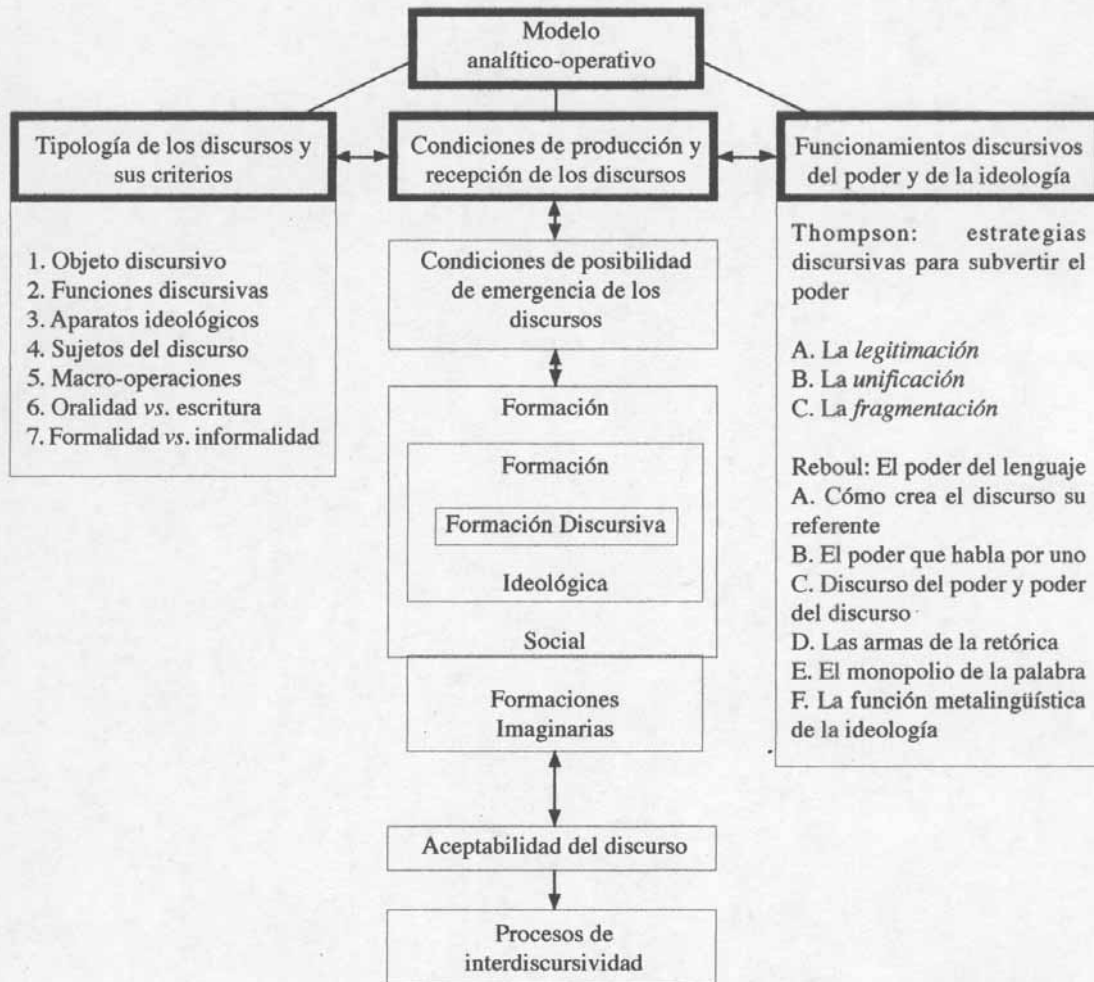 Modelo
analítico-operativo
Tipología de los discursos y
sus criterios
1. Objeto discursivo
2. Funciones discursivas
3. Aparatos ideológicos
4. Sujetos del discurso
5. Macro-operaciones
6. Oralidad vs. escritura
7. Formalidad vs. informalidad
Condiciones de producción y
recepción de los discursos
Condiciones de posibilidad
de emergencia de los
discursos
Formación
Formación
Formación Discursiva
Ideológica
Social
Formaciones
Imaginarias
Aceptabilidad del discurso
Procesos de
interdiscursividad
Funcionamientos discursivos
del poder y de la ideología
Thompson: estrategias
discursivas para subvertir el
poder
A. La legitimación
B. La unificación
C. La fragmentación
Reboul: El poder del lenguaje
A. Cómo crea el discurso su
referente
B. El poder que habla por uno
C. Discurso del poder y poder
del discurso
D. Las armas de la retórica
E. El monopolio de la palabra
F. La función metalingüística
de la ideología